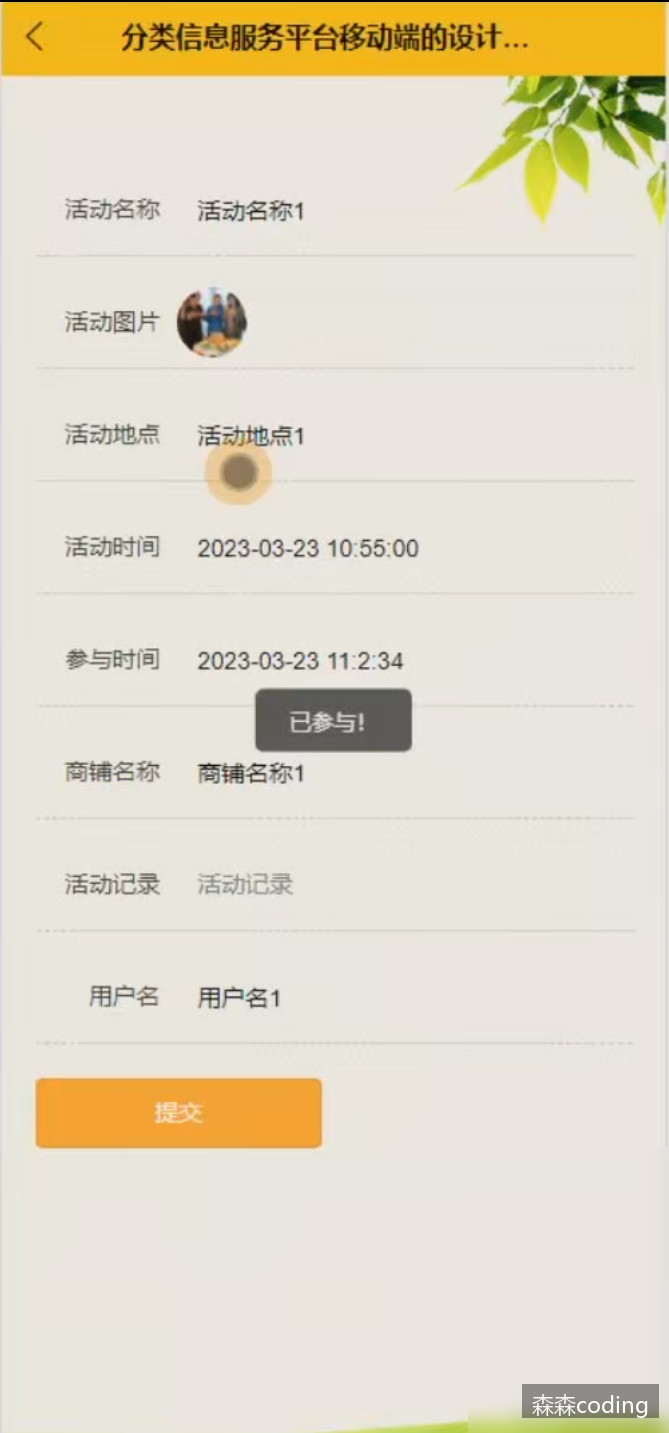 分类信息服务平台移动端的设计...
活动名称 活动名称1
活动图片
活动地点 活动地点1
活动时间 2023-03-23 10:55:00
参与时间 2023-03-23 11:2:34
已参与!
商铺名称 商铺名称1
活动记录 活动记录
用户名 用户名1
提交
森森coding